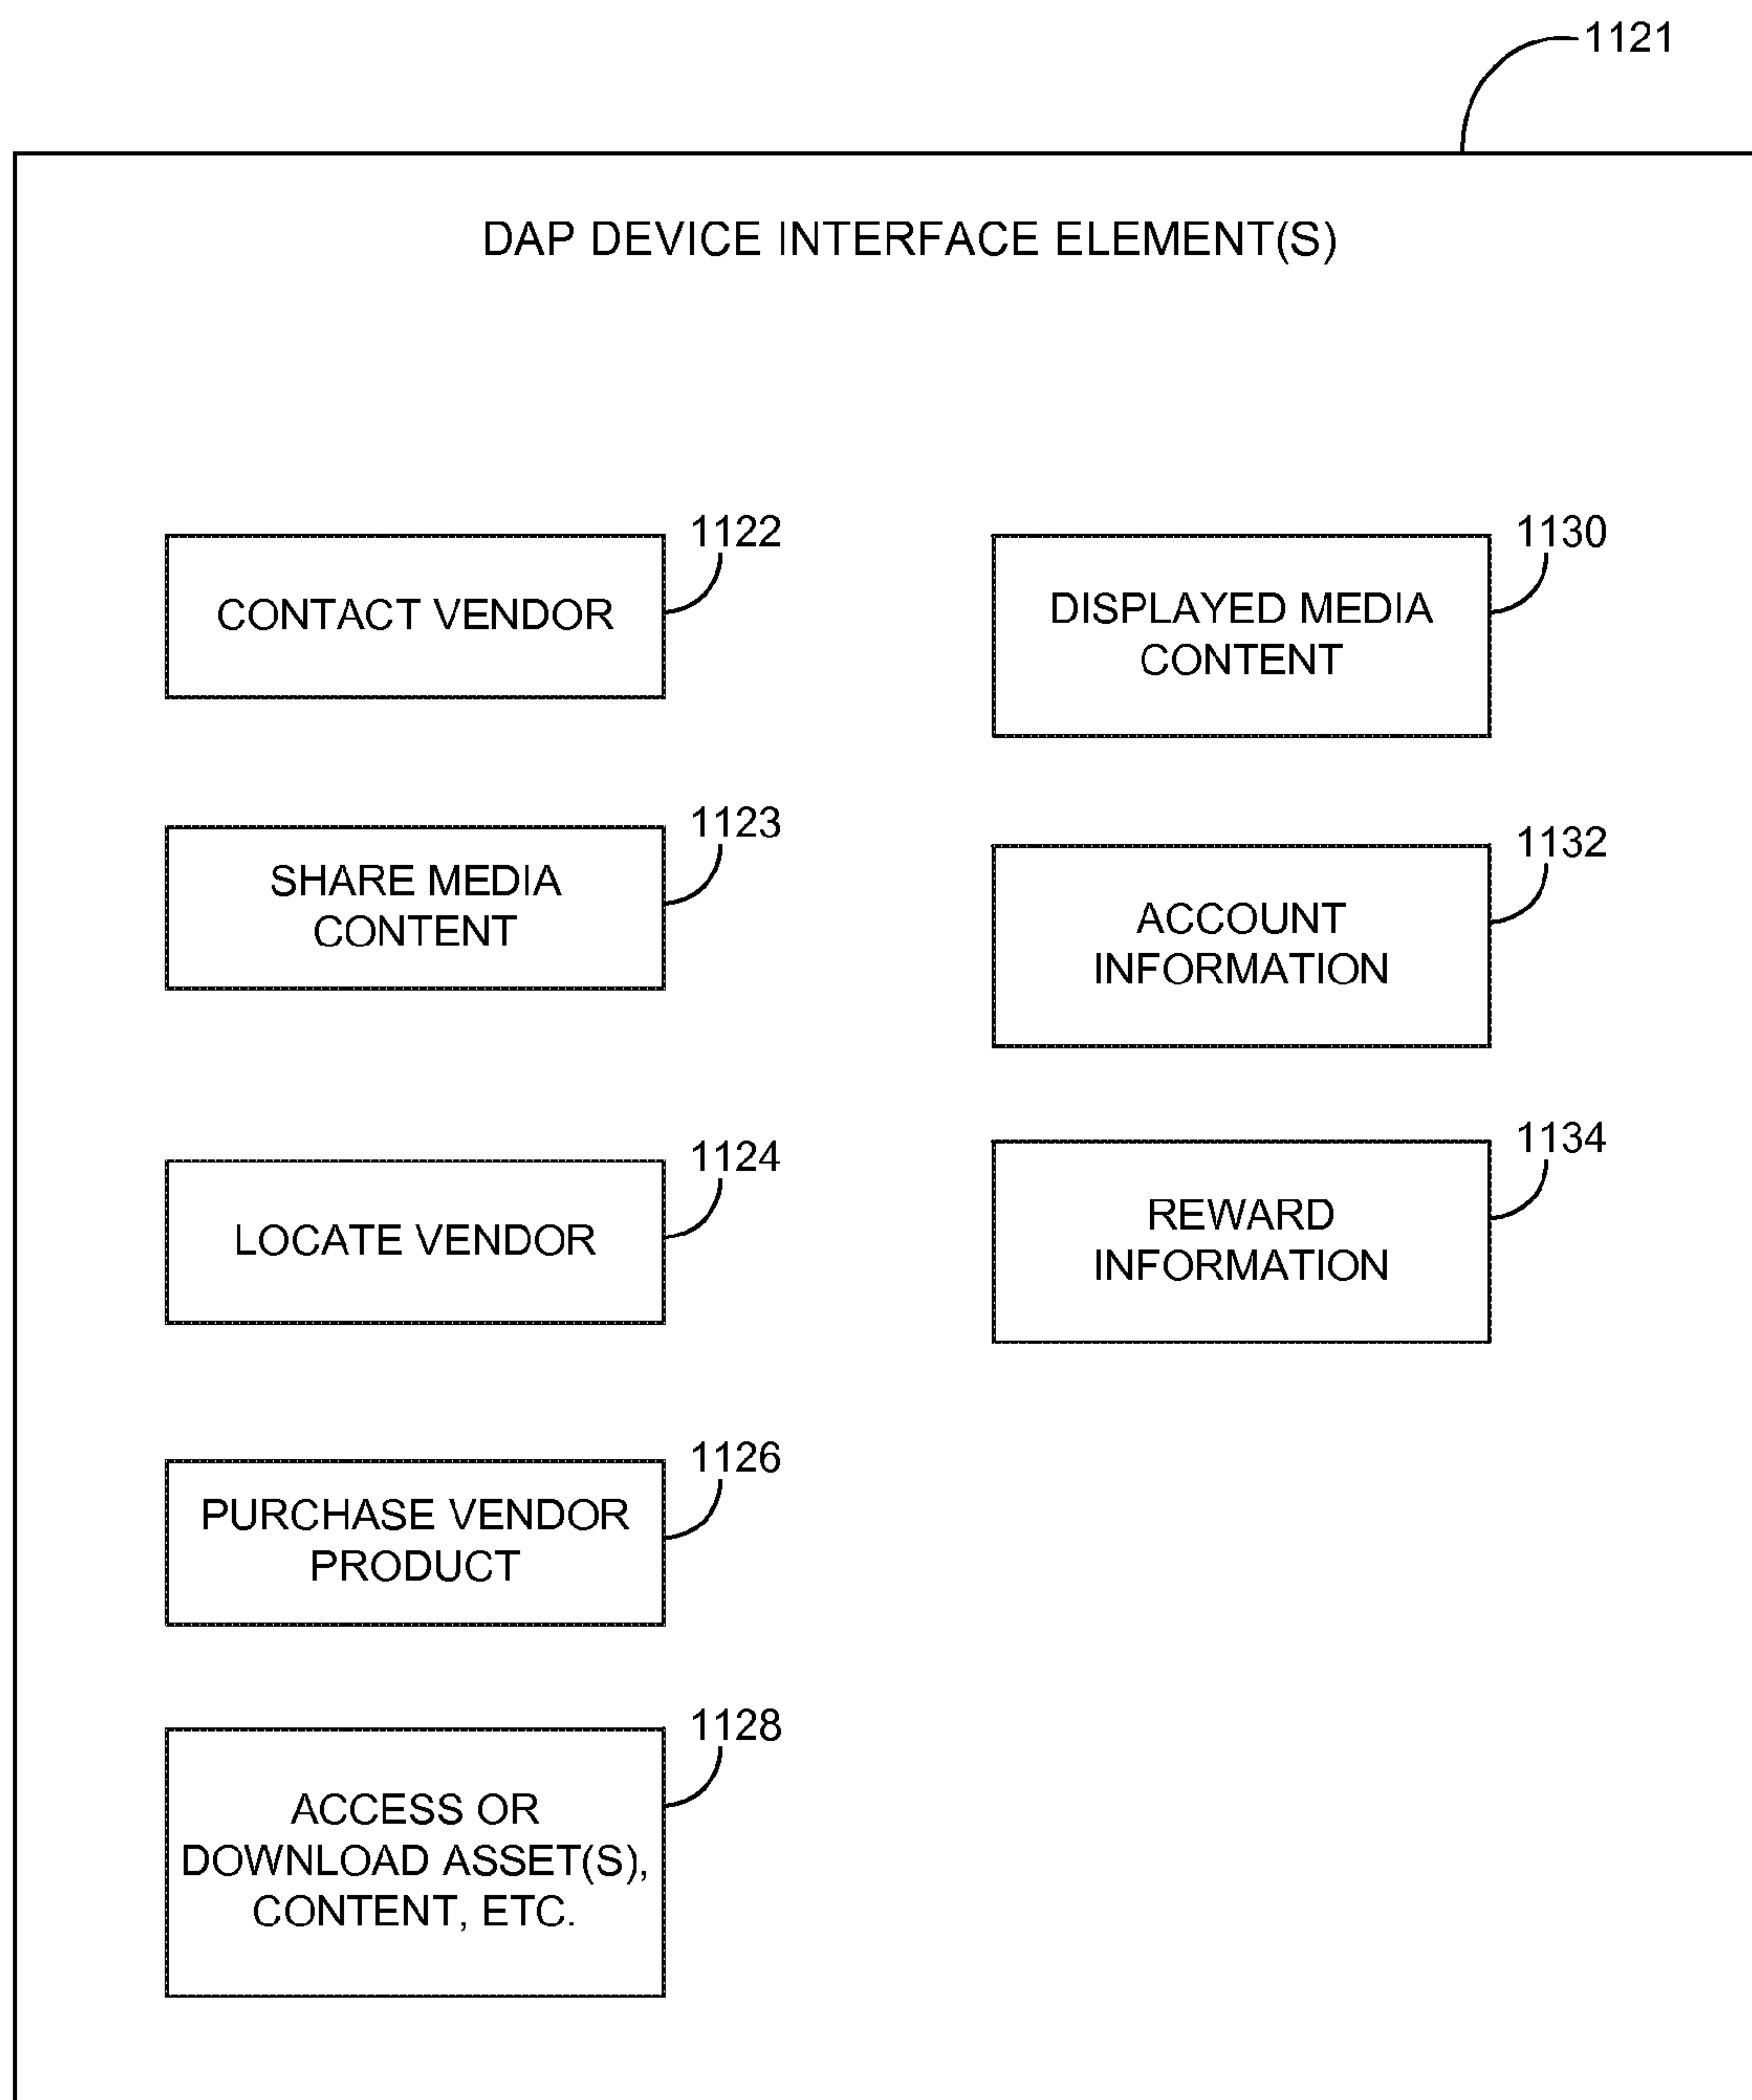 1121
DAP DEVICE INTERFACE ELEMENT(S)
1122
CONTACT VENDOR
1123
SHARE MEDIA
CONTENT
1124
LOCATE VENDOR
1126
PURCHASE VENDOR
PRODUCT
1128
ACCESS OR
DOWNLOAD ASSET(S),
CONTENT, ETC.
1130
DISPLAYED MEDIA
CONTENT
1132
ACCOUNT
INFORMATION
1134
REWARD
INFORMATION